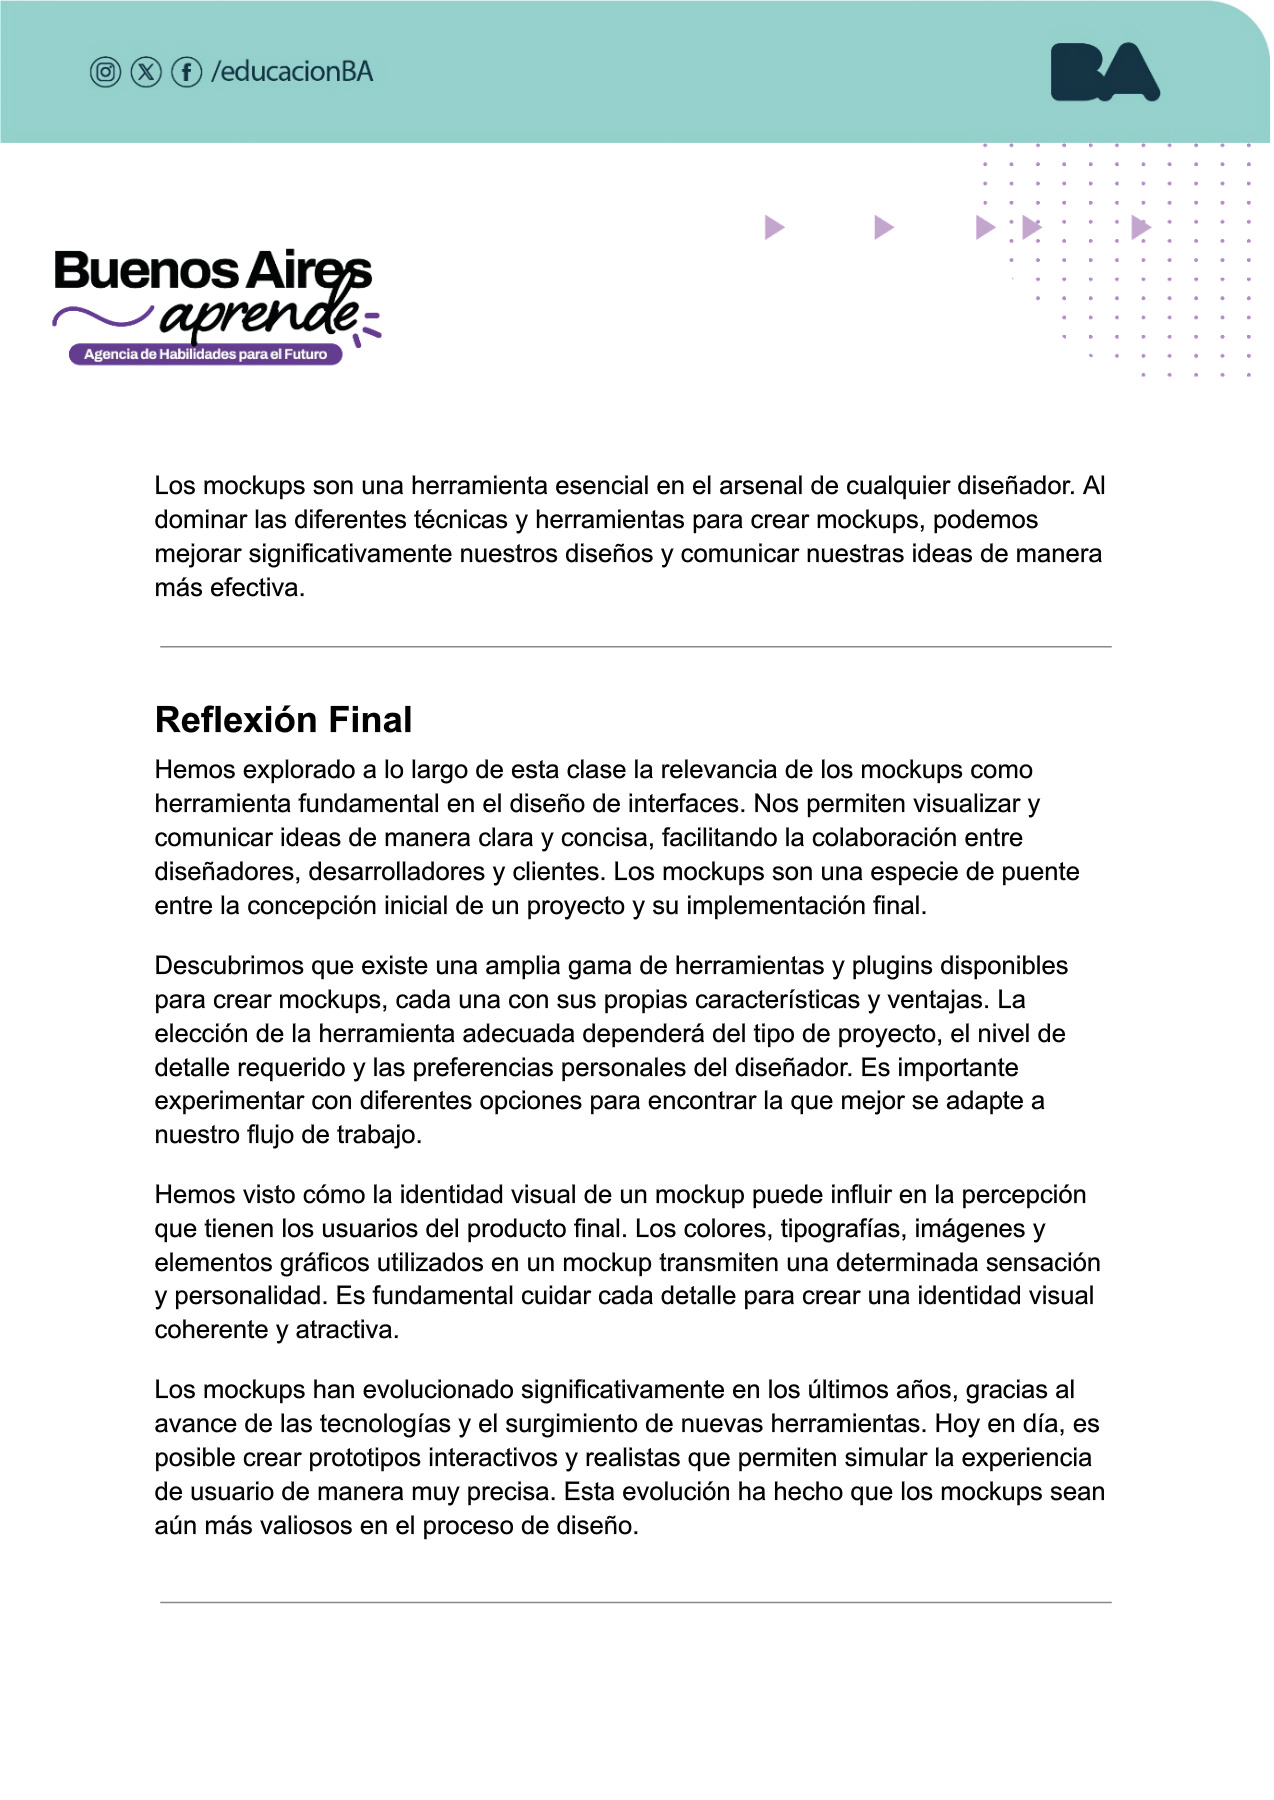 /educacionBA
BA
Buenos Aires
aprende
Agencia de Habilidades para el Futuro
Los mockups son una herramienta esencial en el arsenal de cualquier diseñador. Al
dominar las diferentes técnicas y herramientas para crear mockups, podemos
mejorar significativamente nuestros diseños y comunicar nuestras ideas de manera
más efectiva.
Reflexión Final
Hemos explorado a lo largo de esta clase la relevancia de los mockups como
herramienta fundamental en el diseño de interfaces. Nos permiten visualizar y
comunicar ideas de manera clara y concisa, facilitando la colaboración entre
diseñadores, desarrolladores y clientes. Los mockups son una especie de puente
entre la concepción inicial de un proyecto y su implementación final.
Descubrimos que existe una amplia gama de herramientas y plugins disponibles
para crear mockups, cada una con sus propias características y ventajas. La
elección de la herramienta adecuada dependerá del tipo de proyecto, el nivel de
detalle requerido y las preferencias personales del diseñador. Es importante
experimentar con diferentes opciones para encontrar la que mejor se adapte a
nuestro flujo de trabajo.
Hemos visto cómo la identidad visual de un mockup puede influir en la percepción
que tienen los usuarios del producto final. Los colores, tipografías, imágenes y
elementos gráficos utilizados en un mockup transmiten una determinada sensación
y personalidad. Es fundamental cuidar cada detalle para crear una identidad visual
coherente y atractiva.
Los mockups han evolucionado significativamente en los últimos años, gracias al
avance de las tecnologías y el surgimiento de nuevas herramientas. Hoy en día, es
posible crear prototipos interactivos y realistas que permiten simular la experiencia
de usuario de manera muy precisa. Esta evolución ha hecho que los mockups sean
aún más valiosos en el proceso de diseño.